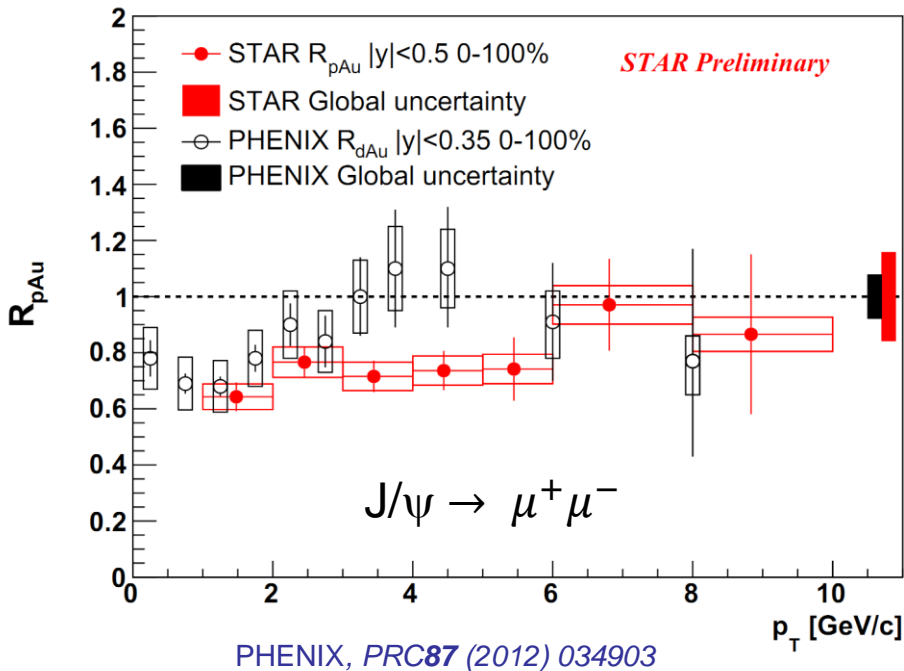 2
1.8
1.6
1.4
1.2
1
0.8
0.6
0.4
0.2
0
R_pAu
STAR R_pAu |y|<0.5 0-100%
STAR Preliminary
STAR Global uncertainty
PHENIX R_dAu |y|<0.35 0-100%
PHENIX Global uncertainty
J/ψ → μ⁺μ⁻
0 2 4 6 8 10
p_T [GeV/c]
PHENIX, PRC87 (2012) 034903